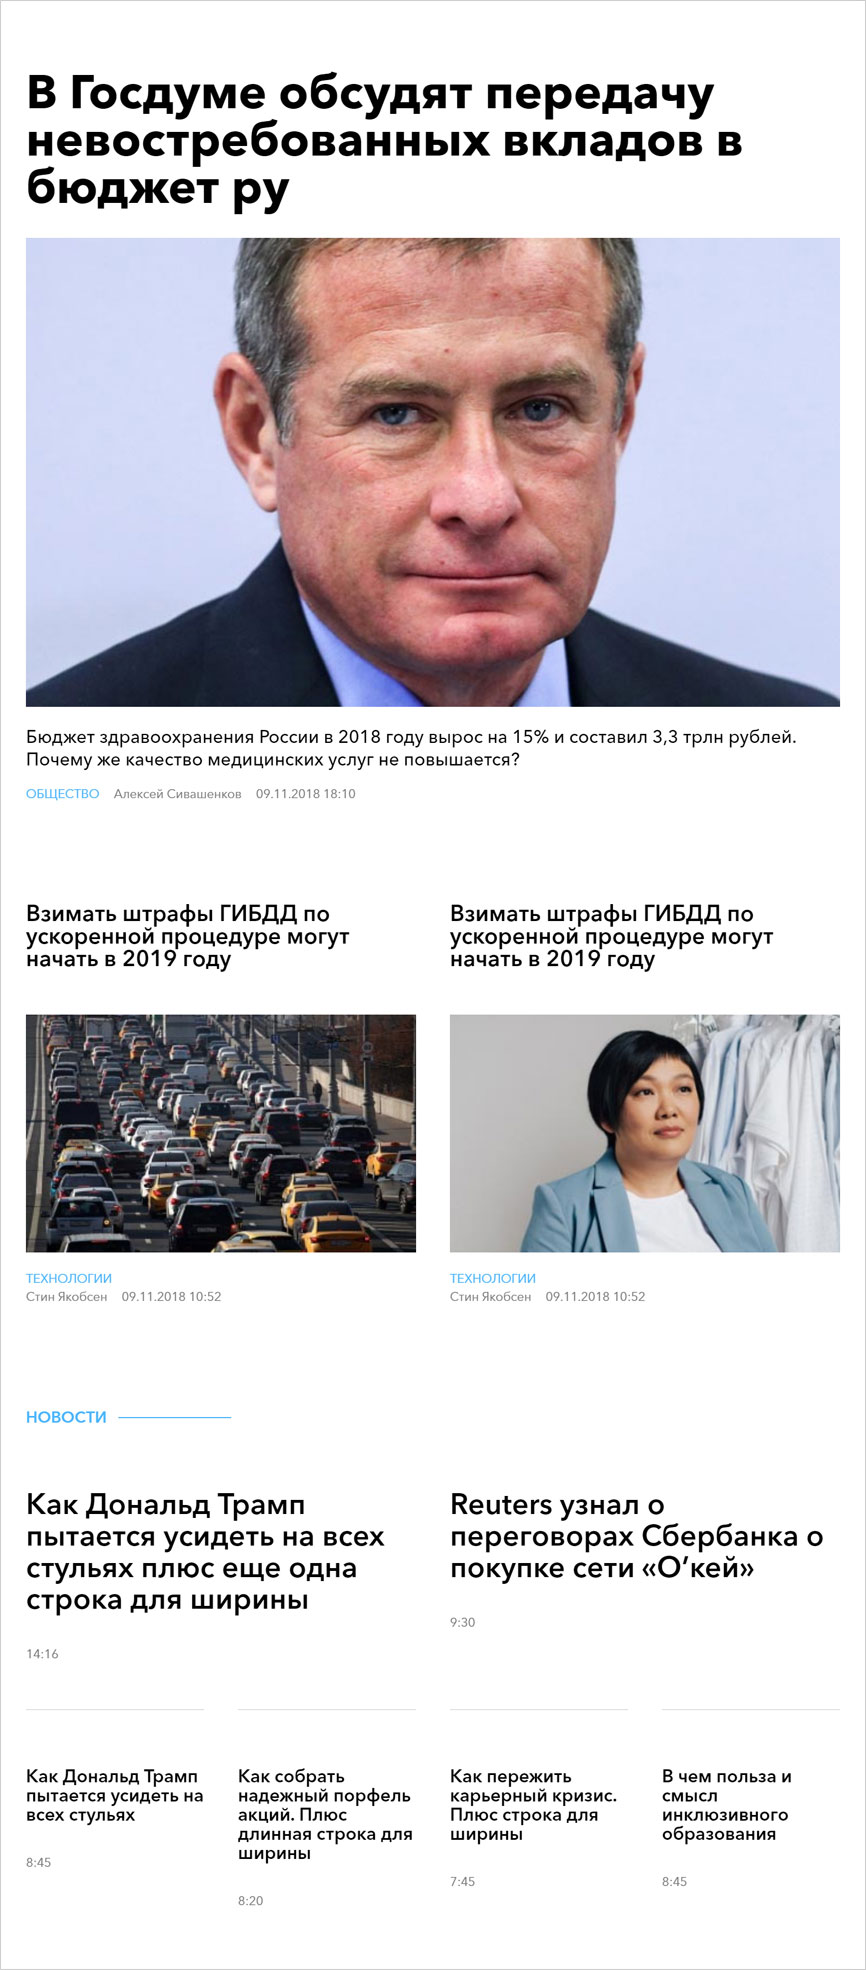 В Госдуме обсудят передачу
невостребованных вкладов в
бюджет ру
Бюджет здравоохранения России в 2018 году вырос на 15% и составил 3,3 трлн рублей.
Почему же качество медицинских услуг не повышается?
ОБЩЕСТВО Алексей Сивашенков 09.11.2018 18:10
Взимать штрафы ГИБДД по
ускоренной процедуре могут
начать в 2019 году
ТЕХНОЛОГИИ
Стин Якобсен 09.11.2018 10:52
Взимать штрафы ГИБДД по
ускоренной процедуре могут
начать в 2019 году
ТЕХНОЛОГИИ
Стин Якобсен 09.11.2018 10:52
НОВОСТИ
Как Дональд Трамп
пытается усидеть на всех
стульях плюс еще одна
строка для ширины
14:16
Reuters узнал о
переговорах Сбербанка о
покупке сети «О’кей»
9:30
Как Дональд Трамп
пытается усидеть на
всех стульях
8:45
Как собрать
надежный порфель
акций. Плюс
длинная строка для
ширины
8:20
Как пережить
карьерный кризис.
Плюс строка для
ширины
7:45
В чем польза и
смысл
инклюзивного
образования
8:45